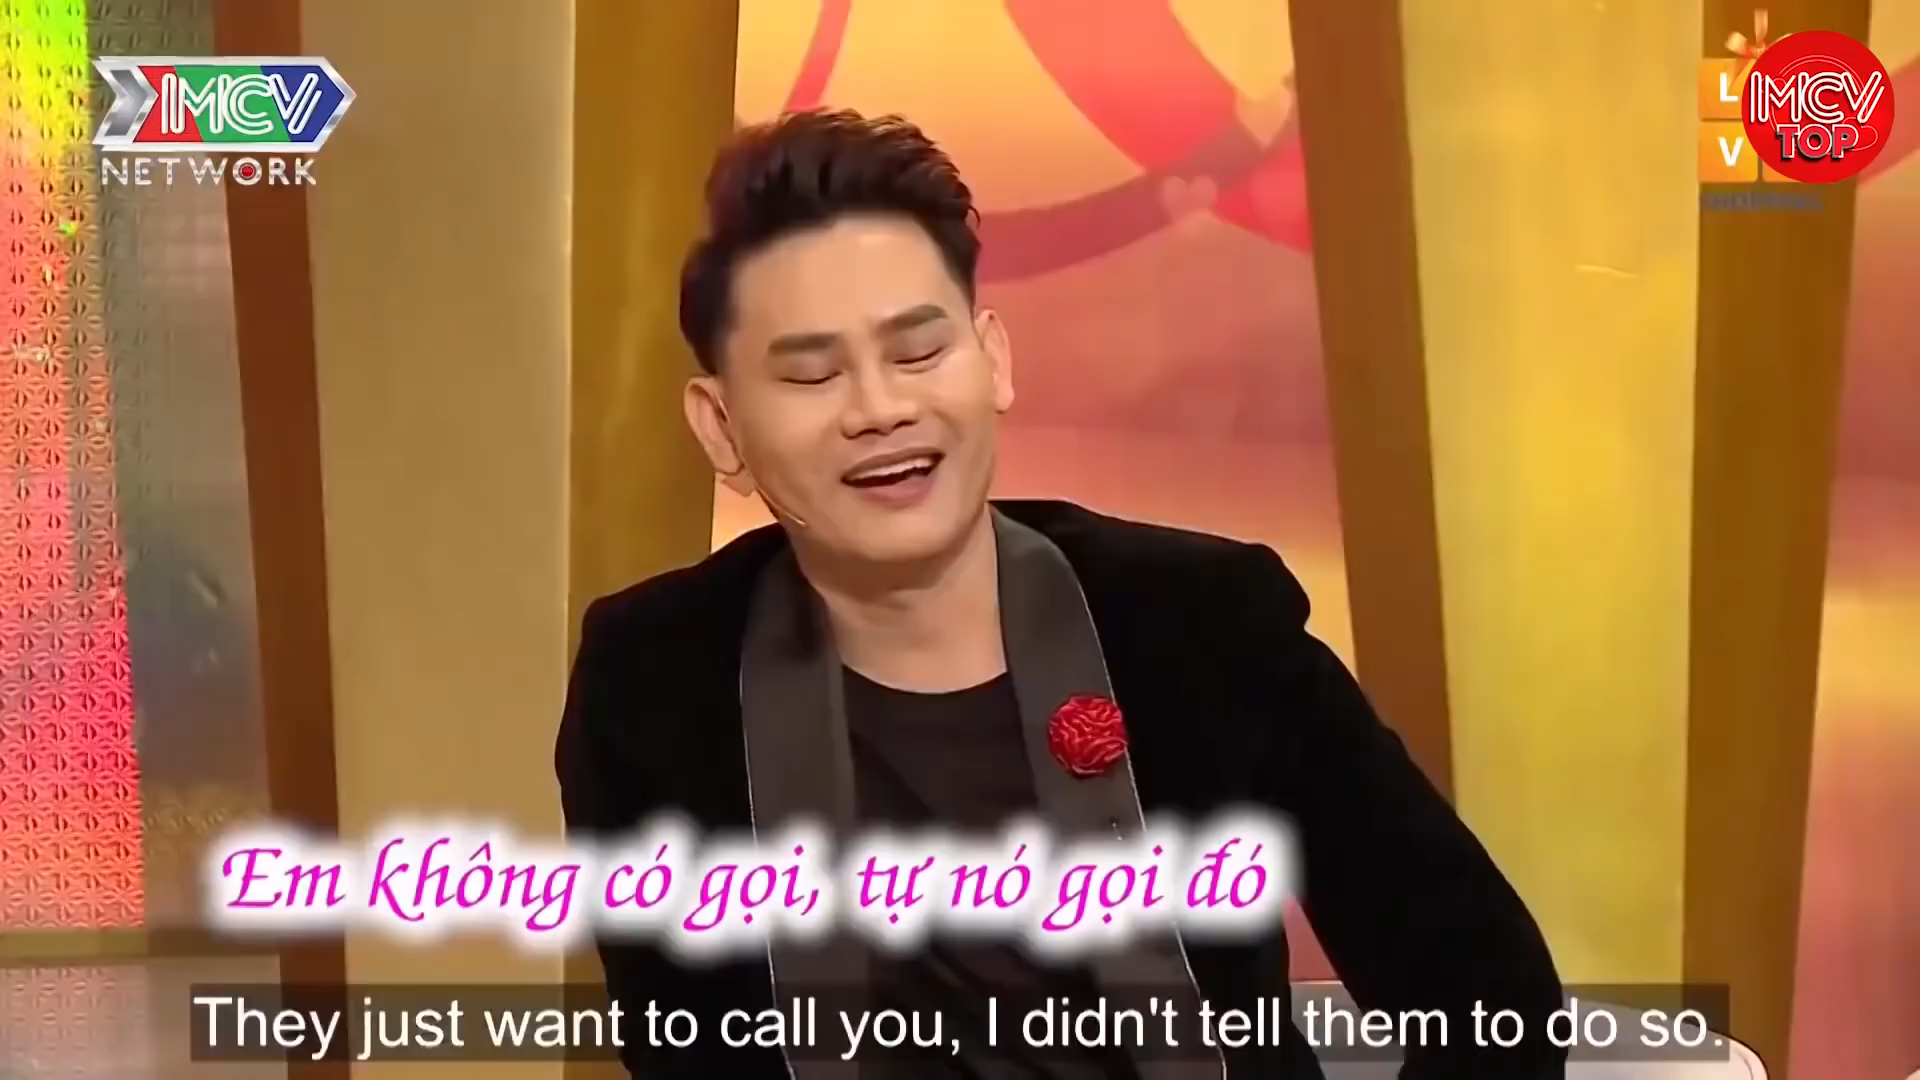 MCV
NETWORK
L
MCV
V
TOP
SHOPPING
Em không có gọi, tự nó gọi đó
They just want to call you, I didn't tell them to do so.